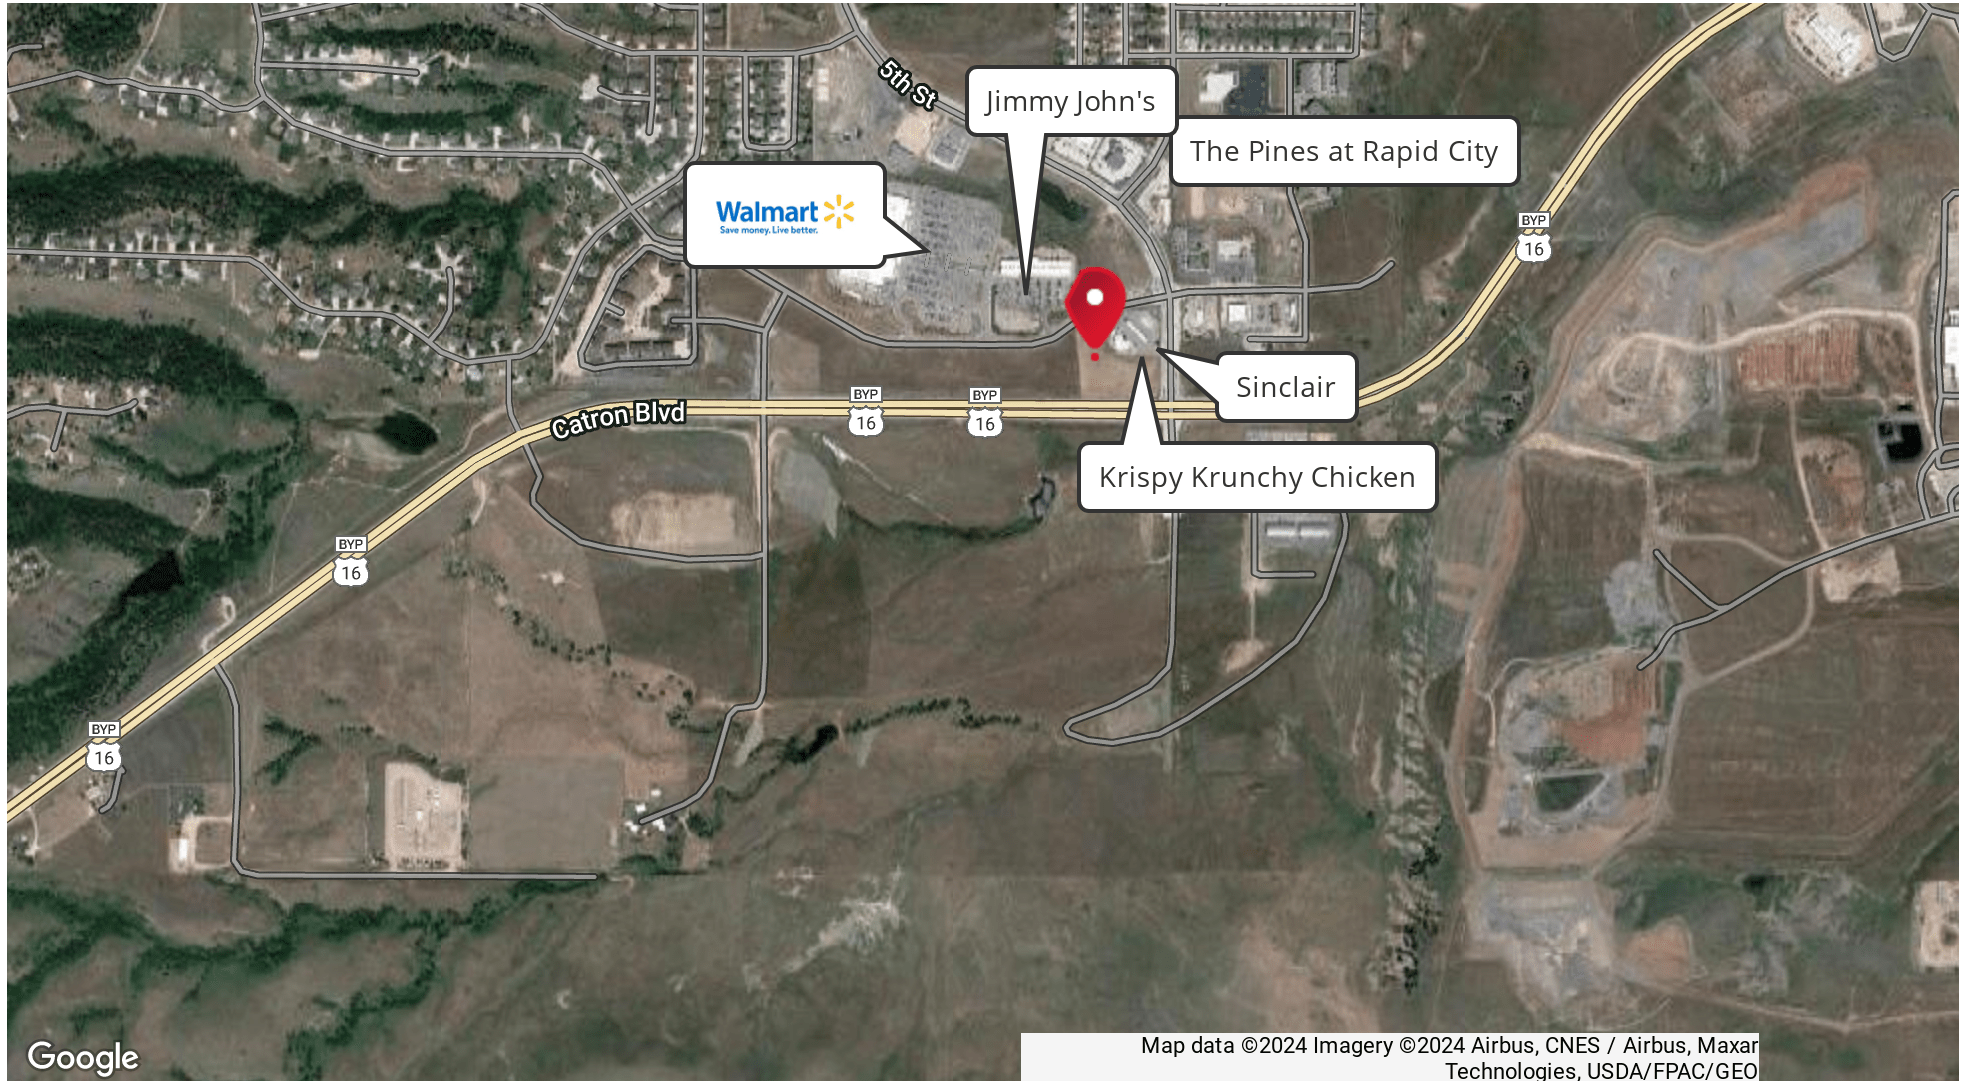 5th St
Jimmy John's
The Pines at Rapid City
Walmart
Save money. Live better.
BYP
16
Sinclair
BYP
16
BYP
16
Catron Blvd
Krispy Krunchy Chicken
BYP
16
BYP
16
Google
Map data ©2024 Imagery ©2024 Airbus, CNES / Airbus, Maxar
Technologies, USDA/FPAC/GEO